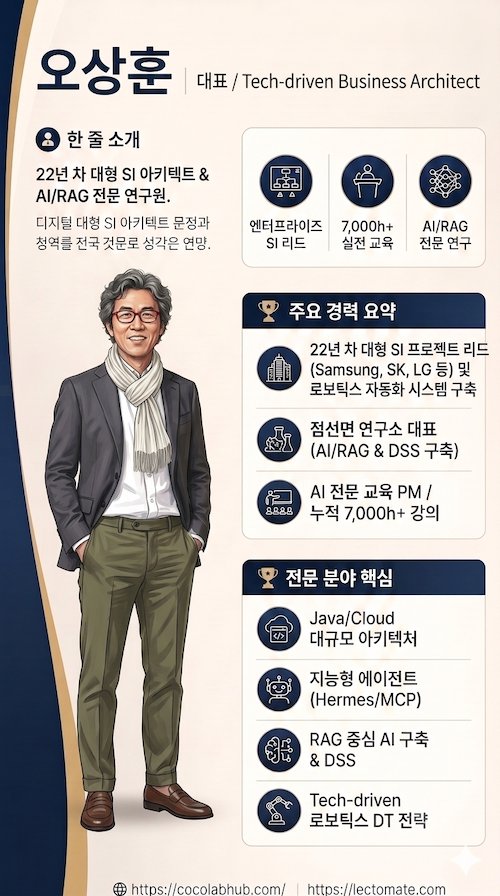 오상훈
대표 / Tech-driven Business Architect
한 줄 소개
22년 차 대형 SI 아키텍트 &
AI/RAG 전문 연구원.
디지털 대형 SI 아키텍트 문정과
청역를 전국 것문로 성각은 연망.
엔터프라이즈
SI 리드
7,000h+
실전 교육
AI/RAG
전문 연구
주요 경력 요약
22년 차 대형 SI 프로젝트 리드
(Samsung, SK, LG 등) 및
로보틱스 자동화 시스템 구축
점선면 연구소 대표
(AI/RAG & DSS 구축)
AI 전문 교육 PM /
누적 7,000h+ 강의
전문 분야 핵심
Java/Cloud
대규모 아키텍처
지능형 에이전트
(Hermes/MCP)
RAG 중심 AI 구축
& DSS
Tech-driven
로보틱스 DT 전략
https://cocolabhub.com/ | https://lectomate.com